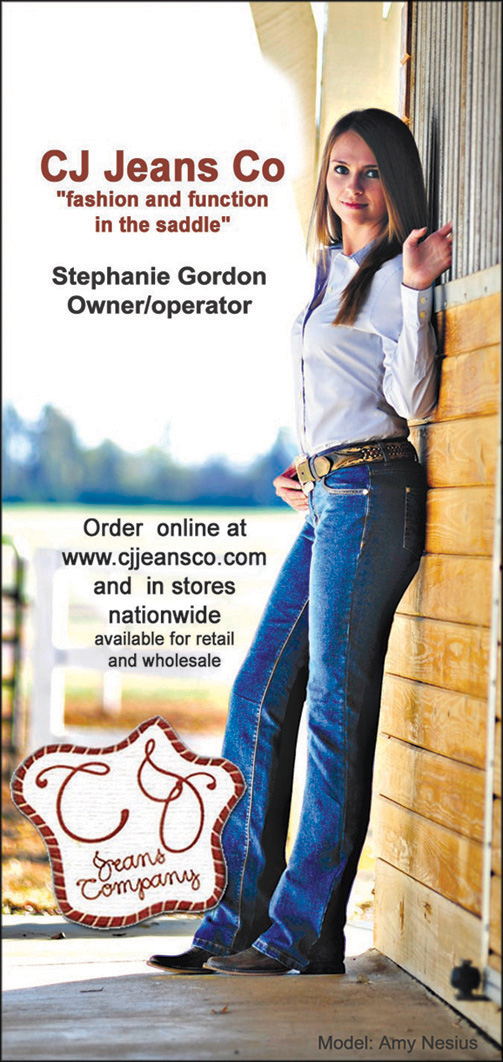 CJ Jeans Co
"fashion and function
in the saddle"
Stephanie Gordon
Owner/operator
Order online at
www.cjjeansco.com
and in stores
nationwide
available for retail
and wholesale
CJ
Jeans
Company
Model: Amy Nesius